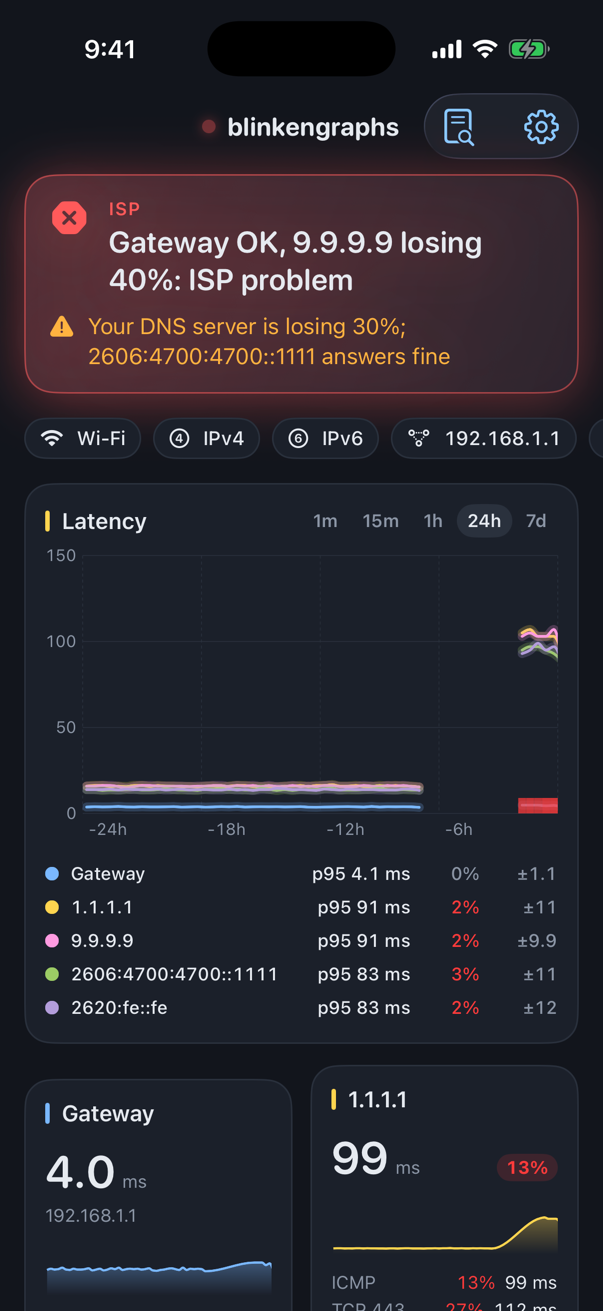 9:41
blinkengraphs
ISP
Gateway OK, 9.9.9.9 losing
40%: ISP problem
Your DNS server is losing 30%;
2606:4700:4700::1111 answers fine
Wi-Fi
4 IPv4
6 IPv6
192.168.1.1
Latency
1m 15m 1h 24h 7d
150
100
50
0
-24h -18h -12h -6h
Gateway p95 4.1 ms 0% ±1.1
1.1.1.1 p95 91 ms 2% ±11
9.9.9.9 p95 91 ms 2% ±9.9
2606:4700:4700::1111 p95 83 ms 3% ±11
2620:fe::fe p95 83 ms 2% ±12
Gateway
4.0 ms
192.168.1.1
1.1.1.1
99 ms 13%
ICMP 13% 99 ms
TCP 443 27% 112 ms